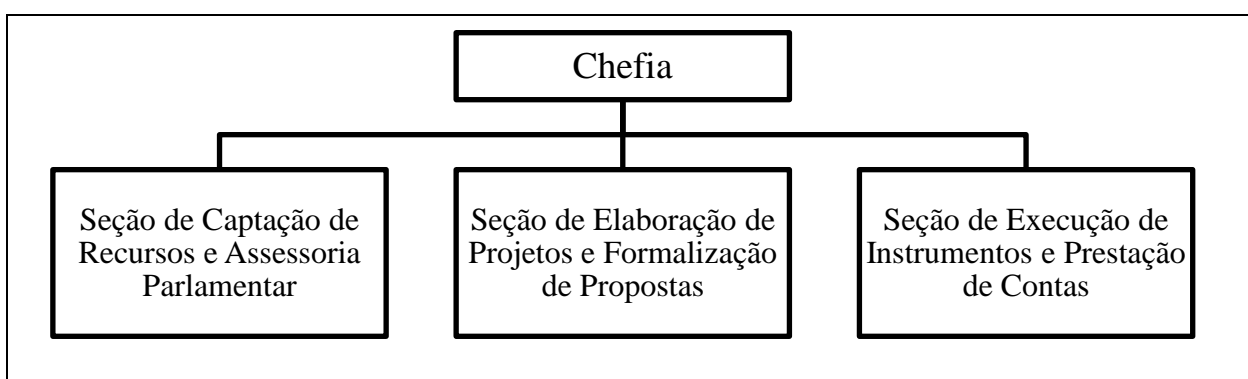 Chefia
Seção de Captação de
Recursos e Assessoria
Parlamentar
Seção de Elaboração de
Projetos e Formalização
de Propostas
Seção de Execução de
Instrumentos e Prestação
de Contas